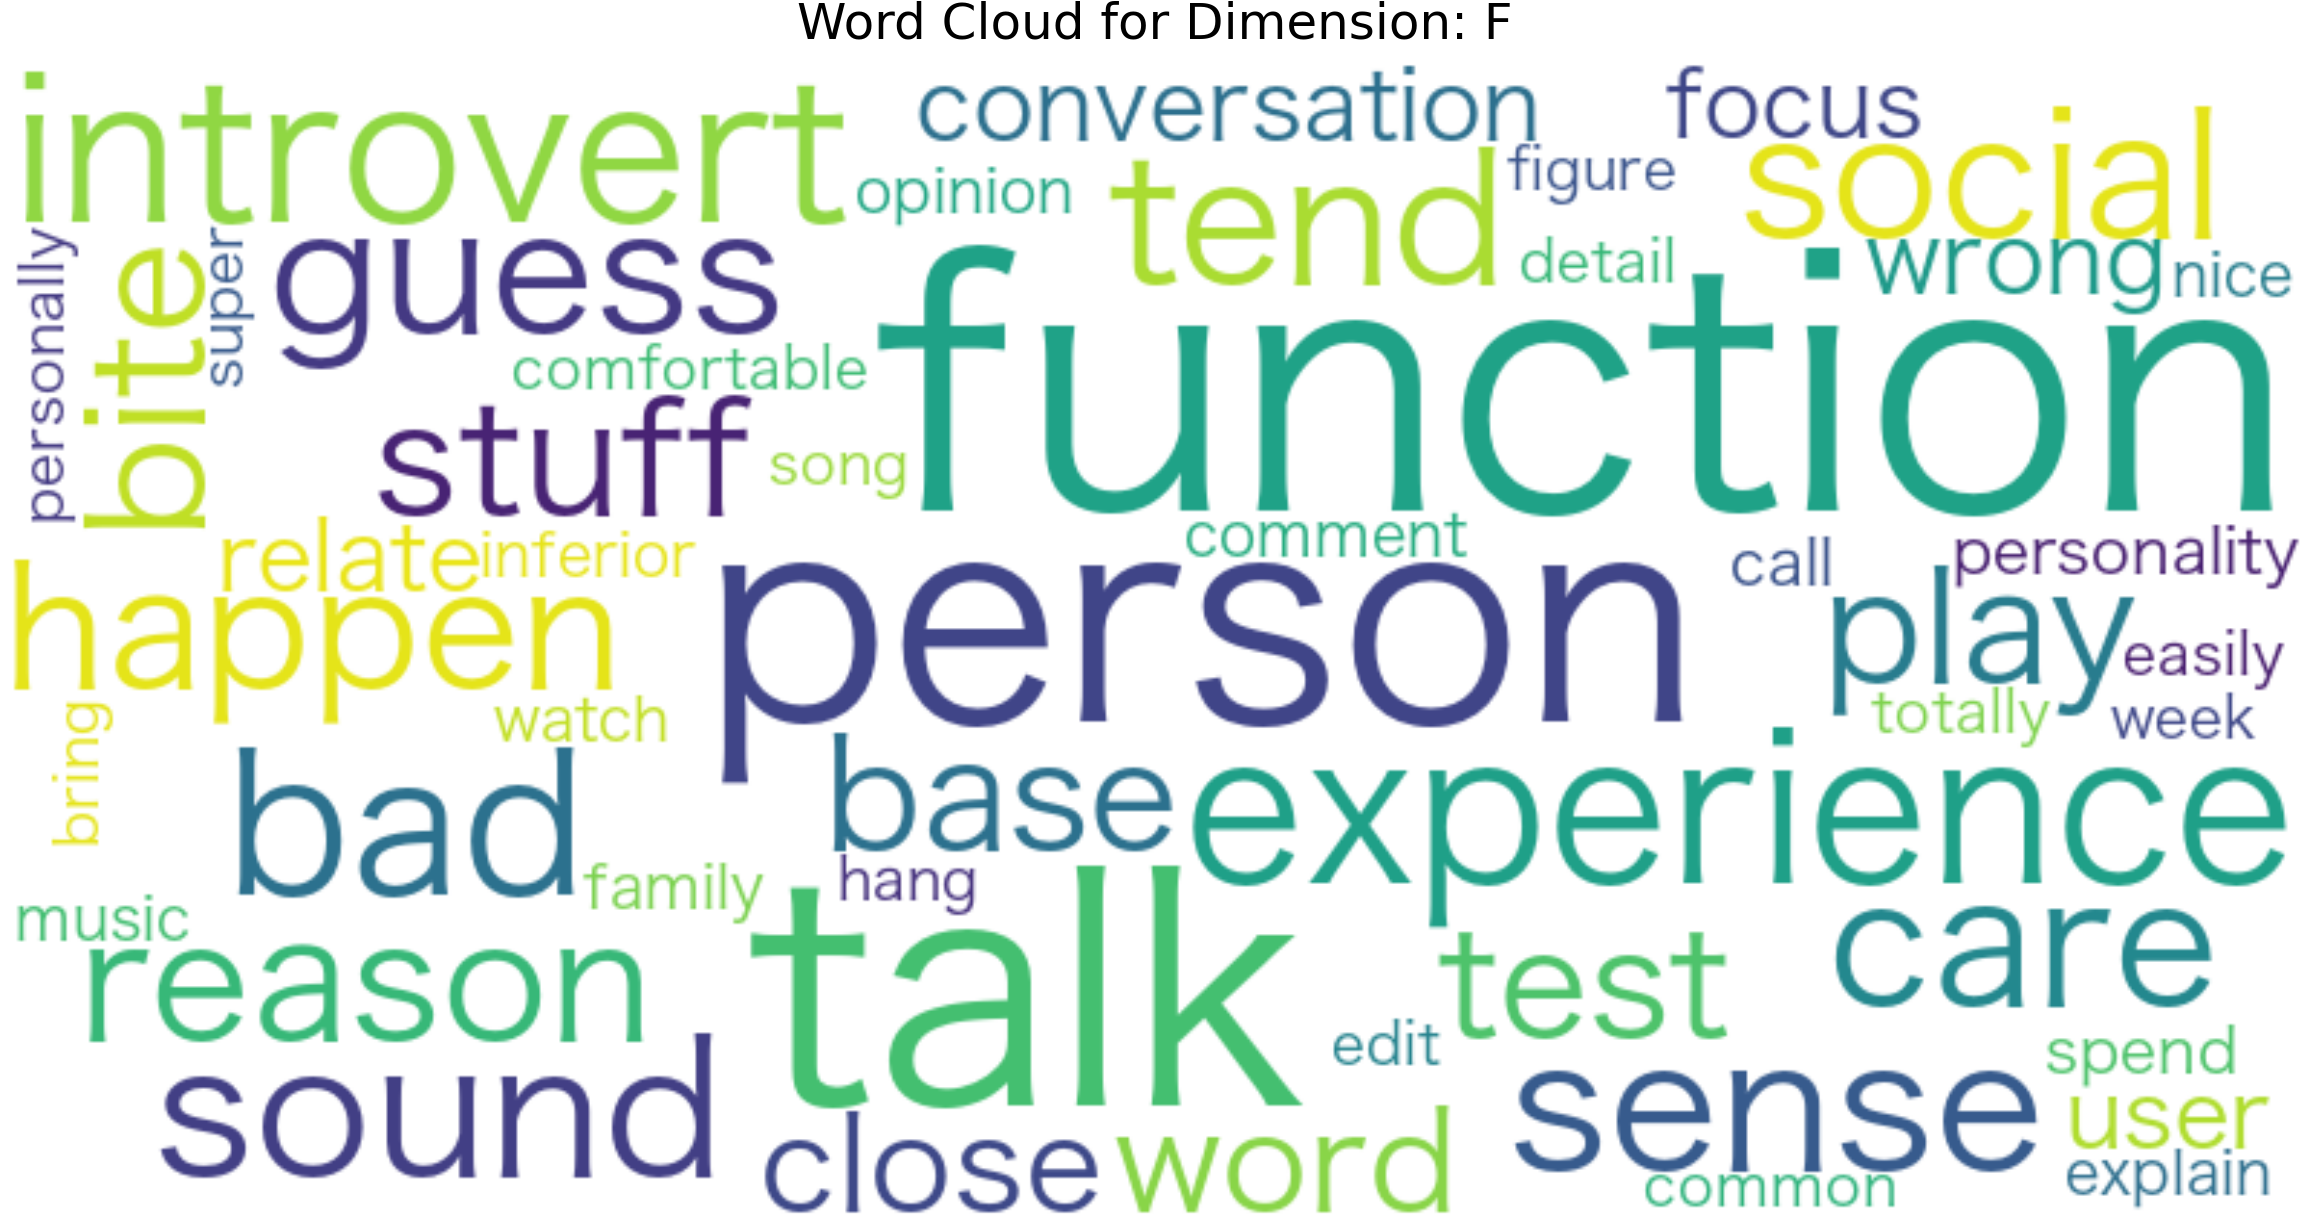 Word Cloud for Dimension: F
introvert
conversation
focus
social
opinion
tend
figure
personally
bite
super
guess
detail
wrong
nice
comfortable
function
stuff
song
relate
inferior
comment
call
personality
happen
person
play
easily
bring
watch
totally
week
bad
base
experience
family
hang
music
reason
talk
test
care
edit
spend
sound
close
word
sense
user
common
explain